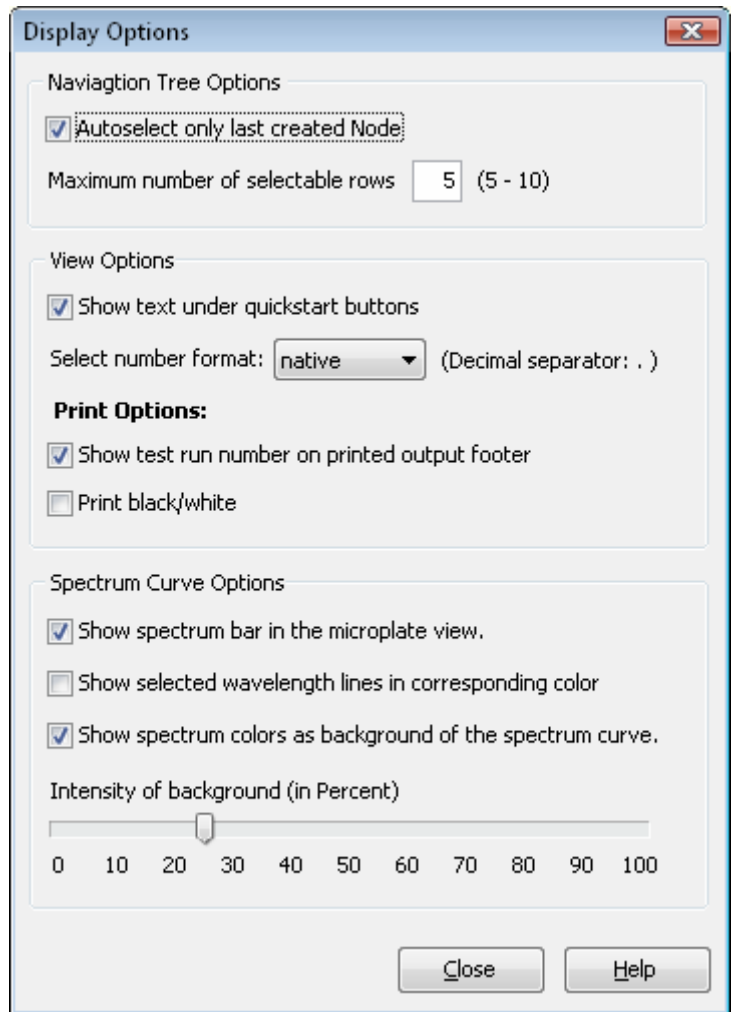 Display Options
Naviagtion Tree Options
Autoselect only last created Node
Maximum number of selectable rows 5 (5 - 10)
View Options
Show text under quickstart buttons
Select number format: native (Decimal separator: . )
Print Options:
Show test run number on printed output footer
Print black/white
Spectrum Curve Options
Show spectrum bar in the microplate view.
Show selected wavelength lines in corresponding color
Show spectrum colors as background of the spectrum curve.
Intensity of background (in Percent)
0 10 20 30 40 50 60 70 80 90 100
Close Help